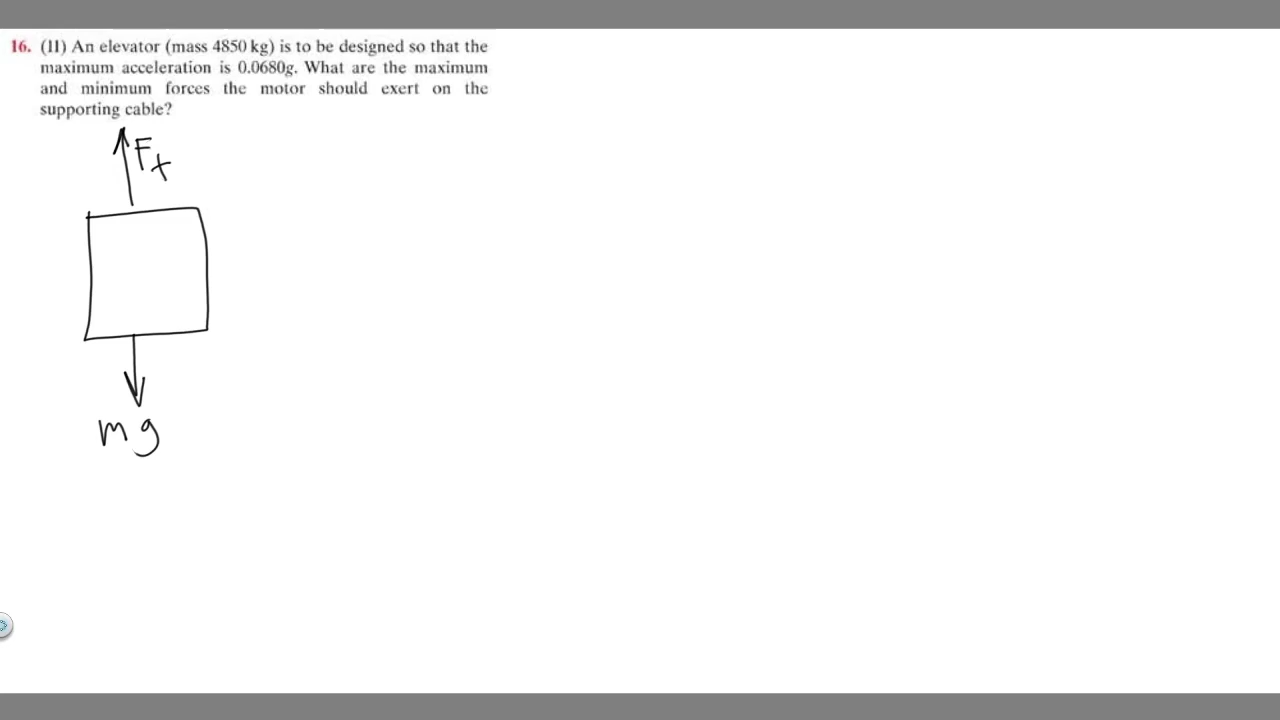 16. (II) An elevator (mass 4850 kg) is to be designed so that the
maximum acceleration is 0.0680g. What are the maximum
and minimum forces the motor should exert on the
supporting cable?
F_T
mg